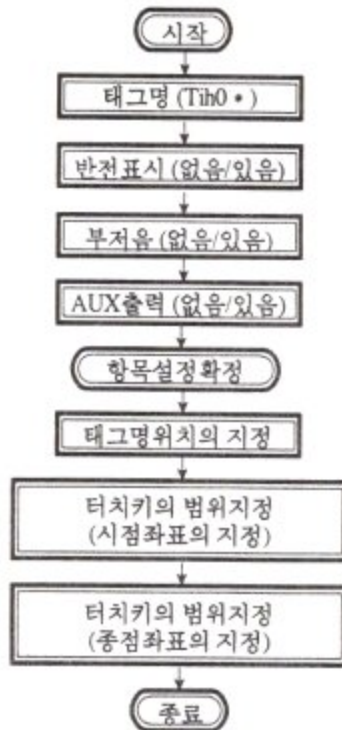 시작
태그명 (Tih0 *)
반전표시 (없음/있음)
부저음 (없음/있음)
AUX출력 (없음/있음)
항목설정확정
태그명위치의 지정
터치키의 범위지정
(시점좌표의 지정)
터치키의 범위지정
(종점좌표의 지정)
종료